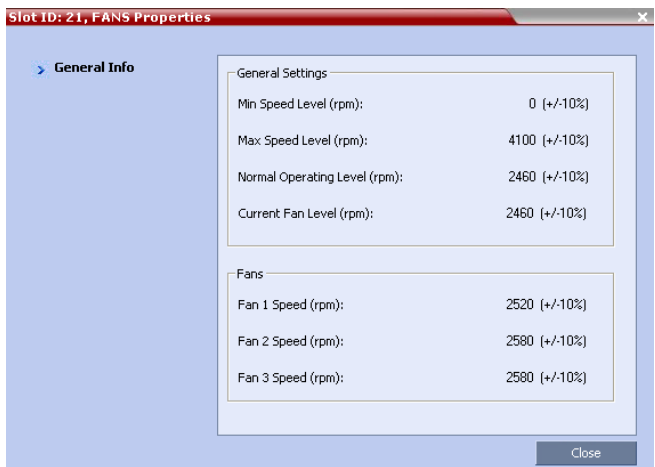 Slot ID: 21, FANS Properties
General Info
General Settings
Min Speed Level (rpm): 0 (+/-10%)
Max Speed Level (rpm): 4100 (+/-10%)
Normal Operating Level (rpm): 2460 (+/-10%)
Current Fan Level (rpm): 2460 (+/-10%)
Fans
Fan 1 Speed (rpm): 2520 (+/-10%)
Fan 2 Speed (rpm): 2580 (+/-10%)
Fan 3 Speed (rpm): 2580 (+/-10%)
Close